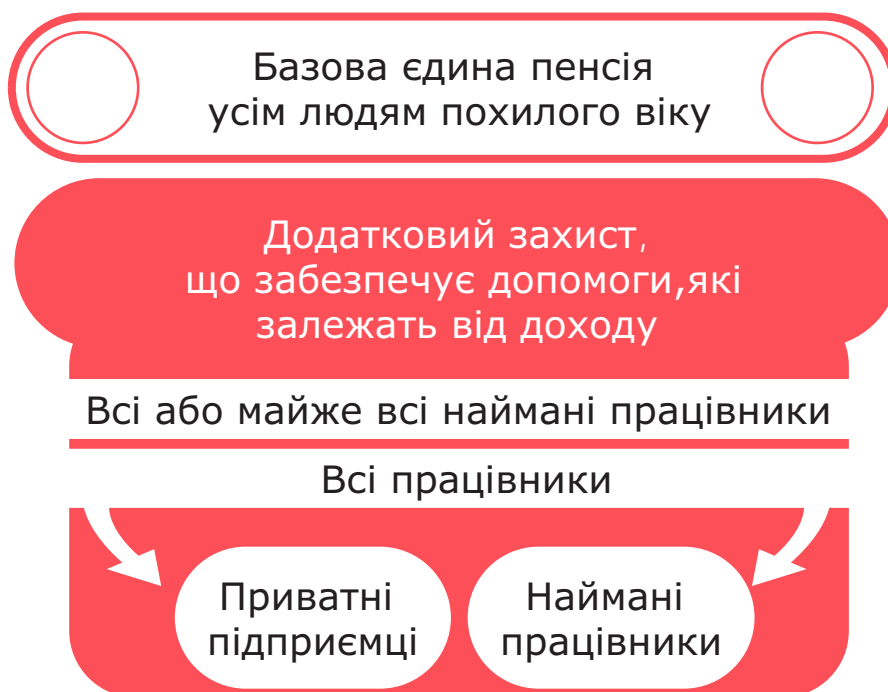 Базова єдина пенсія
усім людям похилого віку
Додатковий захист,
що забезпечує допомоги,які
залежать від доходу
Всі або майже всі наймані працівники
Всі працівники
Приватні
підприємці
Наймані
працівники